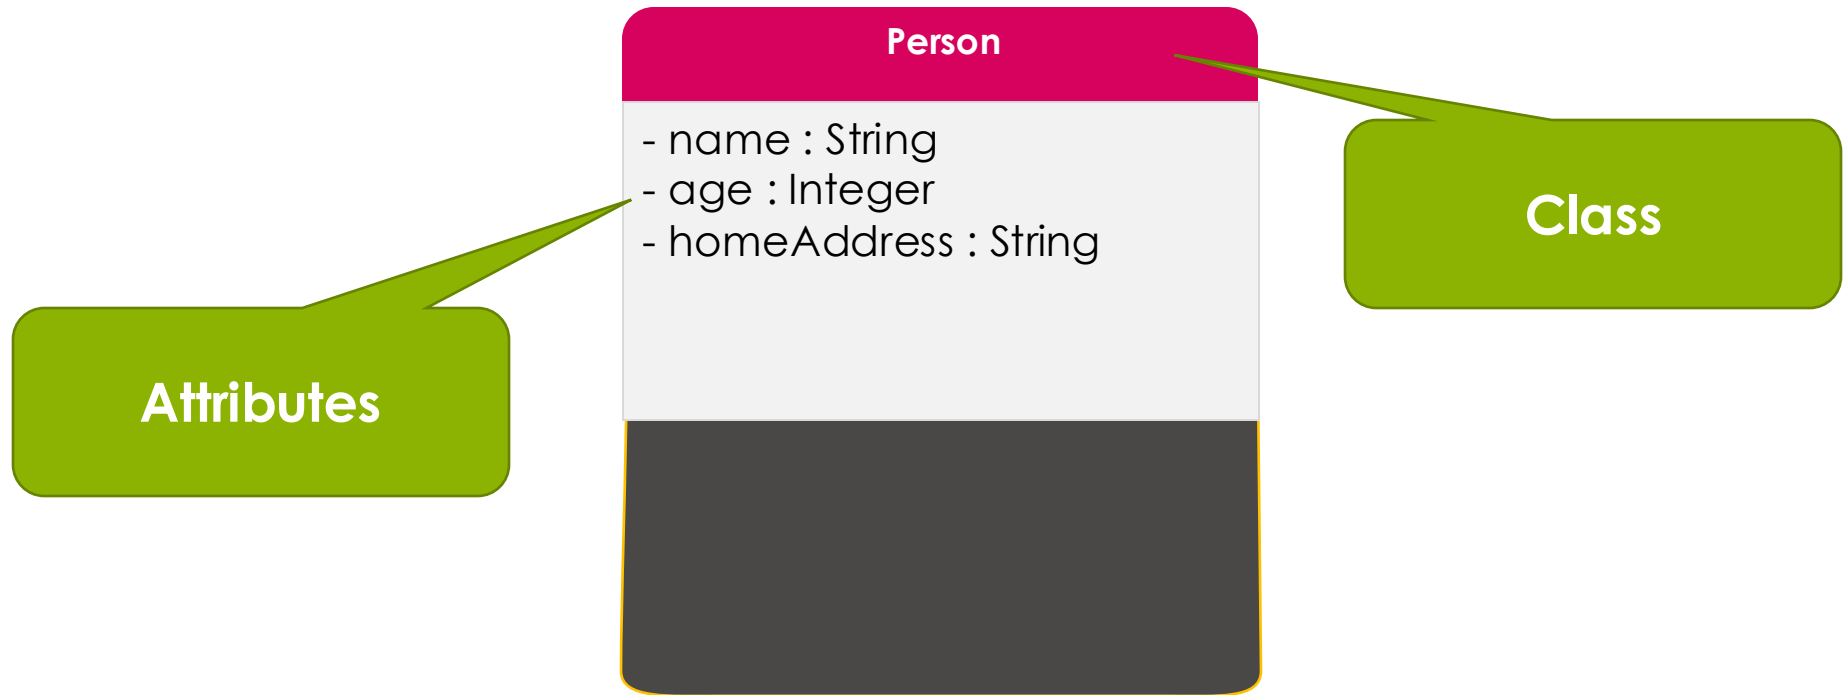 Person
- name : String
- age : Integer
- homeAddress : String
Class
Attributes